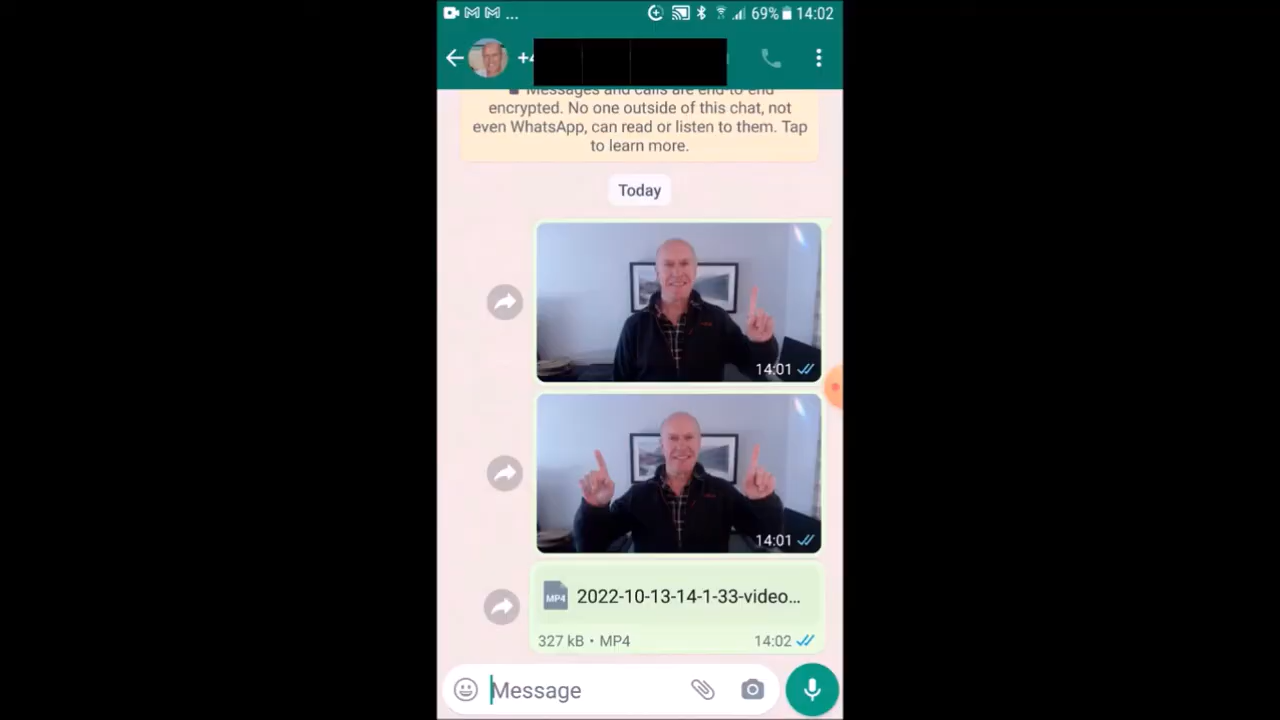 ... 69% 14:02
+4
Messages and calls are end-to-end
encrypted. No one outside of this chat, not
even WhatsApp, can read or listen to them. Tap
to learn more.
Today
14:01
14:01
MP4 2022-10-13-14-1-33-video...
327 kB • MP4 14:02
Message